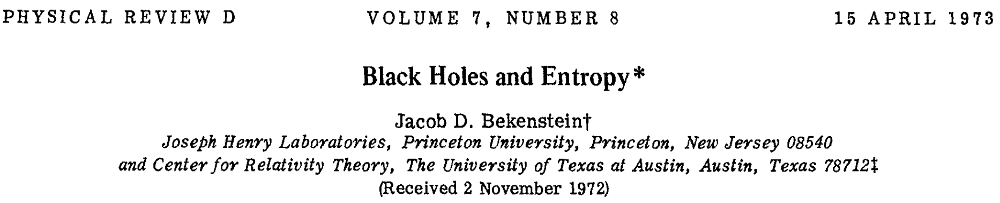 PHYSICAL REVIEW D VOLUME 7, NUMBER 8 15 APRIL 1973
Black Holes and Entropy*
Jacob D. Bekenstein†
Joseph Henry Laboratories, Princeton University, Princeton, New Jersey 08540
and Center for Relativity Theory, The University of Texas at Austin, Austin, Texas 78712‡
(Received 2 November 1972)